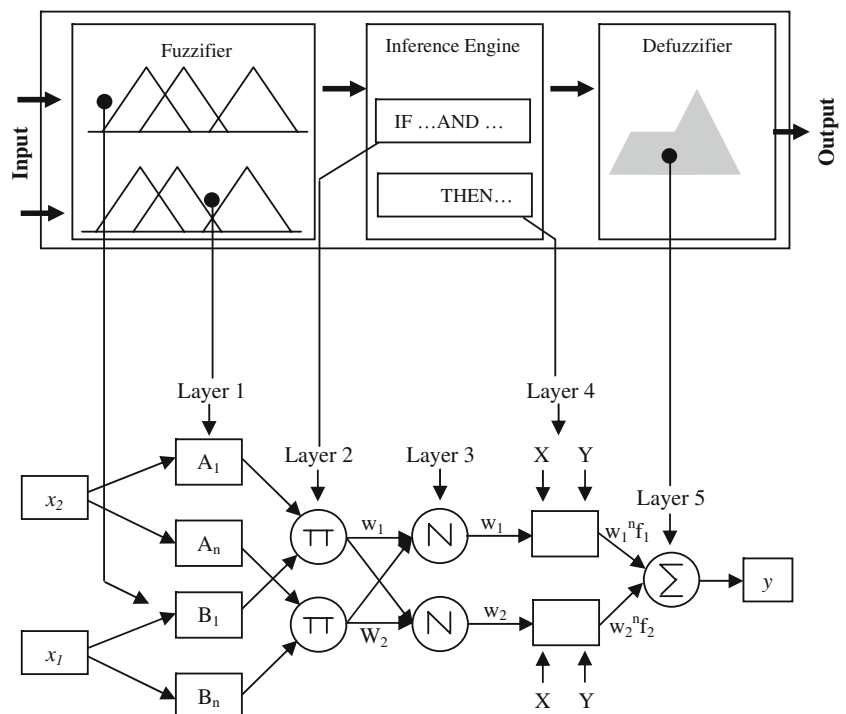 Fuzzifier
Inference Engine
Defuzzifier
Input
IF …AND …
THEN…
Output
Layer 1
Layer 4
Layer 2
Layer 3
X Y
Layer 5
A1
x2
w1
w1
w1nf1
An
Π
N
Σ
y
B1
Π
N
W2
w2
w2nf2
x1
Bn
X Y